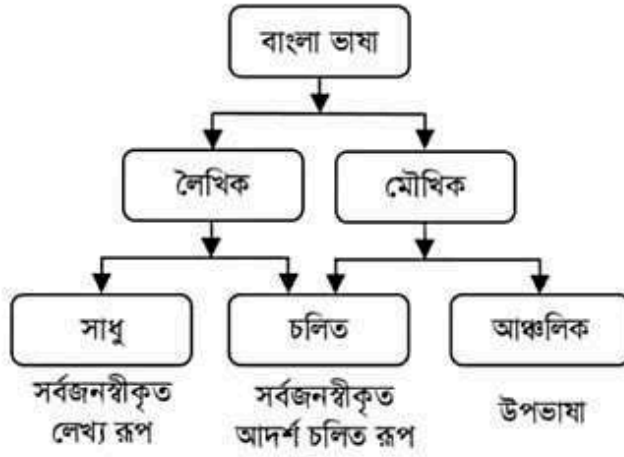 বাংলা ভাষা
লৈখিক
মৌখিক
সাধু
চলিত
আঞ্চলিক
সর্বজনস্বীকৃত
লেখ্য রূপ
সর্বজনস্বীকৃত
আদর্শ চলিত রূপ
উপভাষা